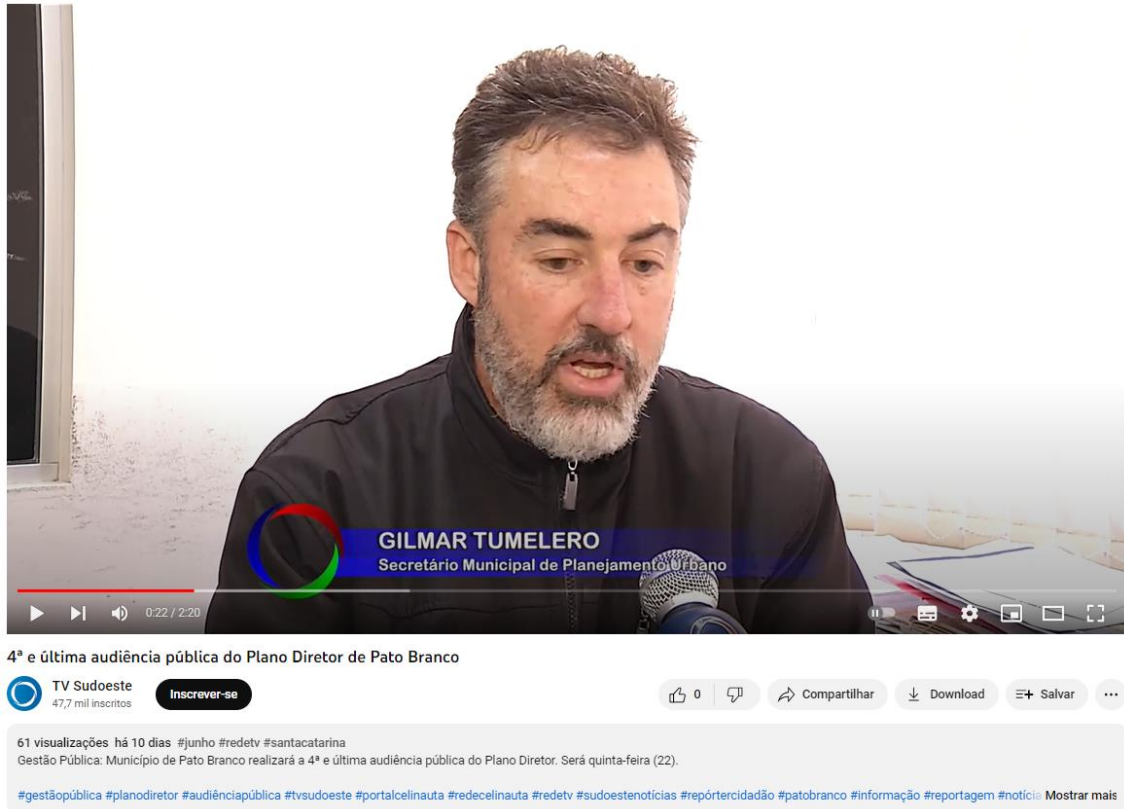 GILMAR TUMELERO
Secretário Municipal de Planejamento Urbano
0:22 / 2:20
4ª e última audiência pública do Plano Diretor de Pato Branco
TV Sudoeste
47,7 mil inscritos
Inscrever-se
0
Compartilhar
Download
Salvar
61 visualizações há 10 dias #junho #redetv #santacatarina
Gestão Pública: Município de Pato Branco realizará a 4ª e última audiência pública do Plano Diretor. Será quinta-feira (22).
#gestãopública #planodiretor #audiênciapública #tvsudoeste #portalcelinauta #redecelinauta #redetv #sudoestenotícias #repórtercidadão #patobranco #informação #reportagem #notícia Mostrar mais